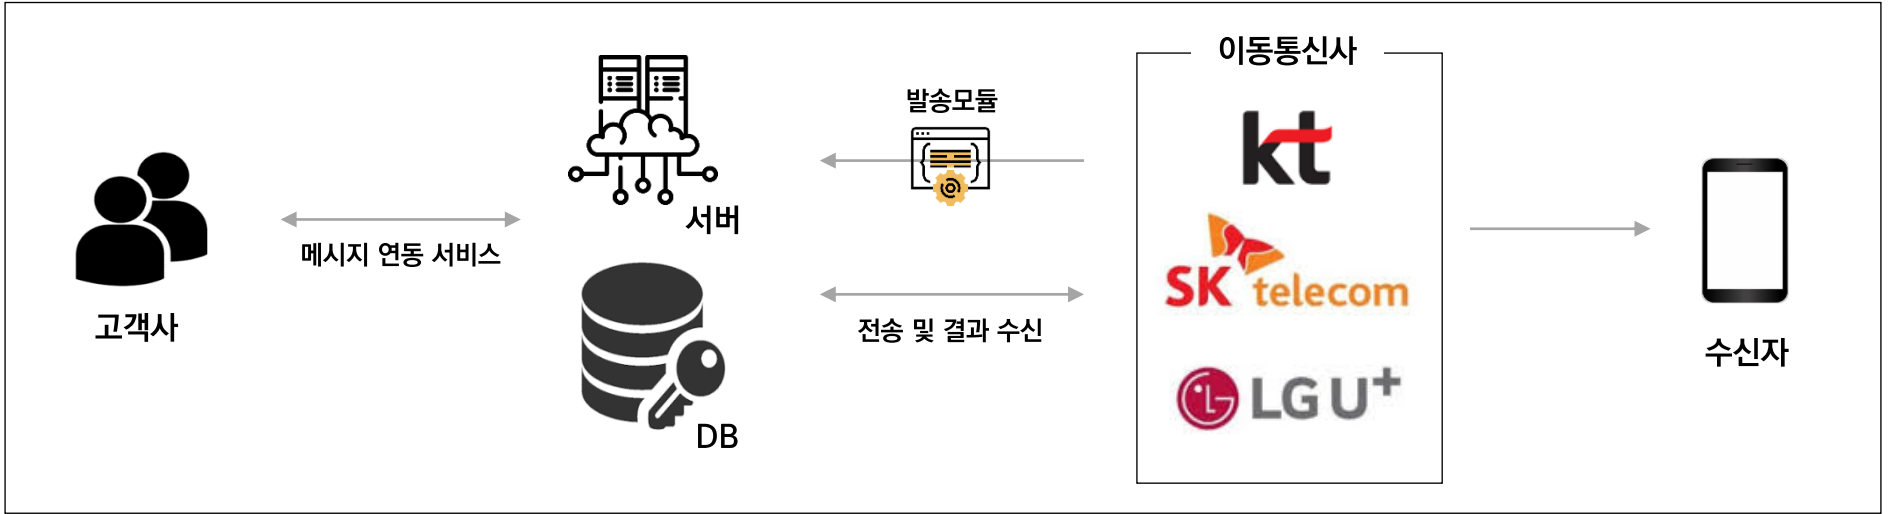 고객사
메시지 연동 서비스
서버
DB
발송모듈
전송 및 결과 수신
이동통신사
kt
SK telecom
LG U+
수신자